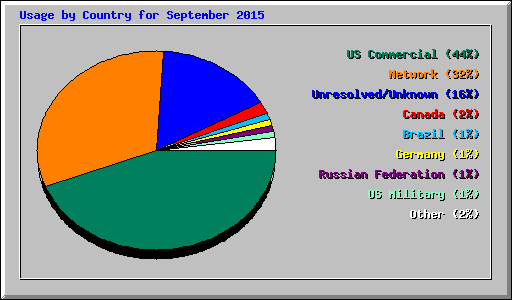 Usage by Country for September 2015
US Commercial (44%)
Network (32%)
Unresolved/Unknown (16%)
Canada (2%)
Brazil (1%)
Germany (1%)
Russian Federation (1%)
US Military (1%)
Other (2%)